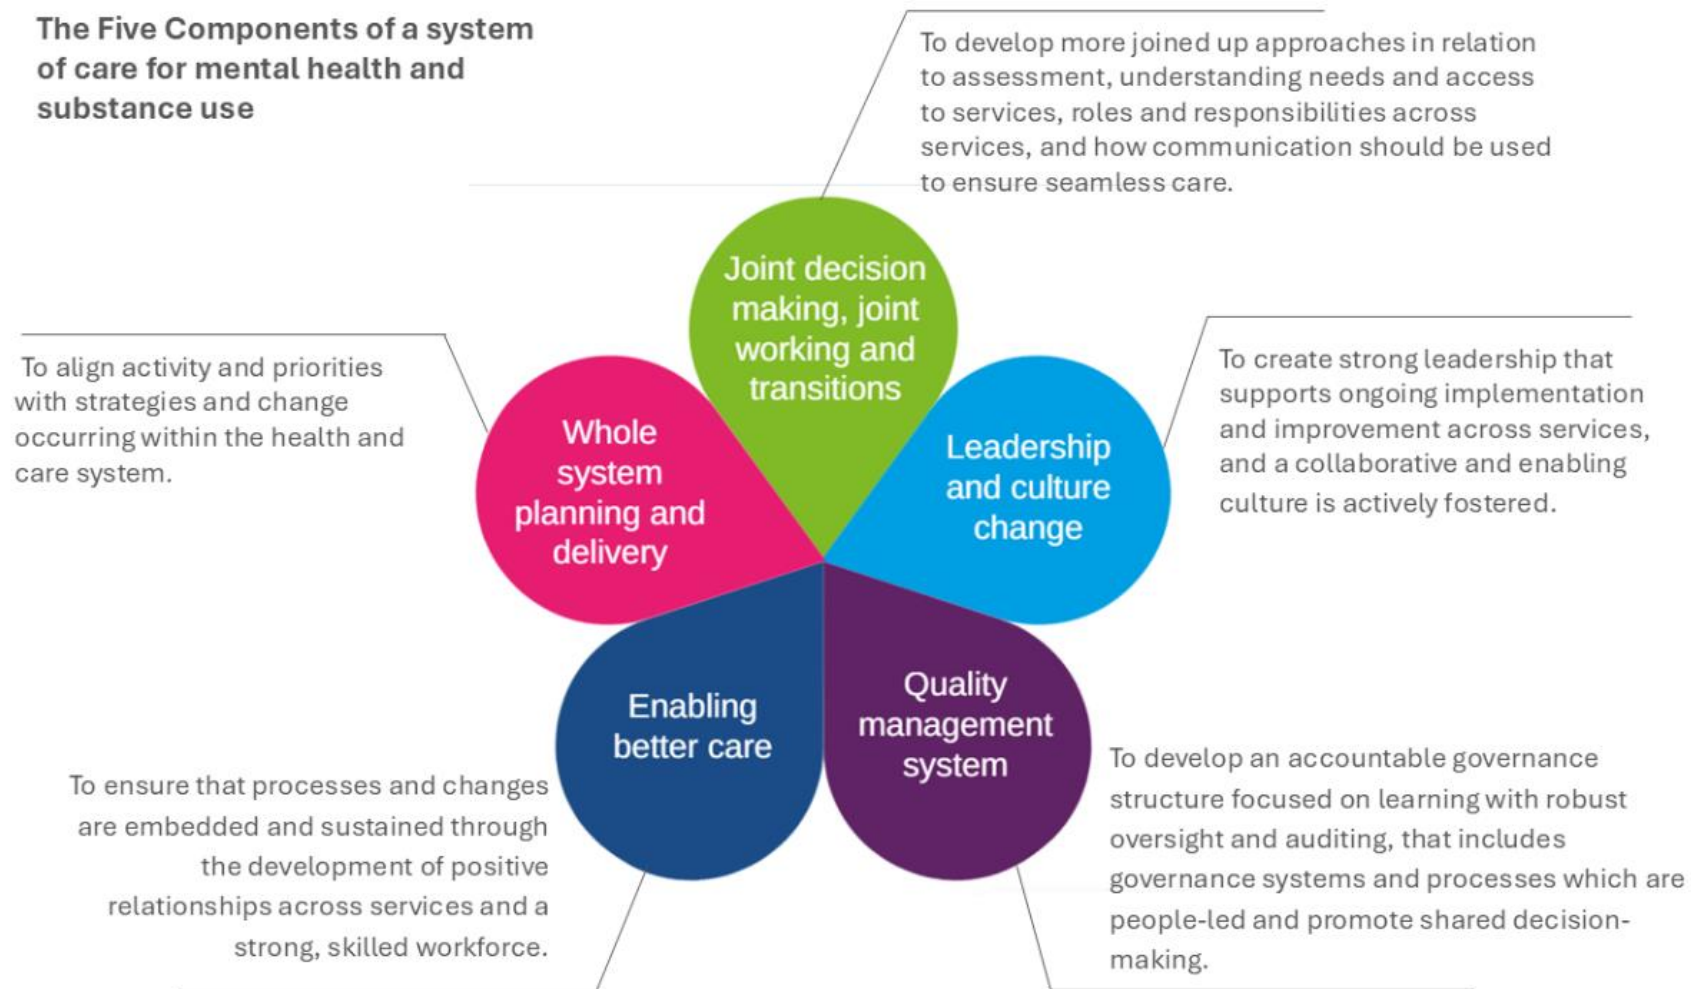 The Five Components of a system
of care for mental health and
substance use
To develop more joined up approaches in relation
to assessment, understanding needs and access
to services, roles and responsibilities across
services, and how communication should be used
to ensure seamless care.
Joint decision
making, joint
working and
transitions
To create strong leadership that
supports ongoing implementation
and improvement across services,
and a collaborative and enabling
culture is actively fostered.
Leadership
and culture
change
To align activity and priorities
with strategies and change
occurring within the health and
care system.
Whole
system
planning and
delivery
Enabling
better care
To ensure that processes and changes
are embedded and sustained through
the development of positive
relationships across services and a
strong, skilled workforce.
Quality
management
system
To develop an accountable governance
structure focused on learning with robust
oversight and auditing, that includes
governance systems and processes which are
people-led and promote shared decision-
making.